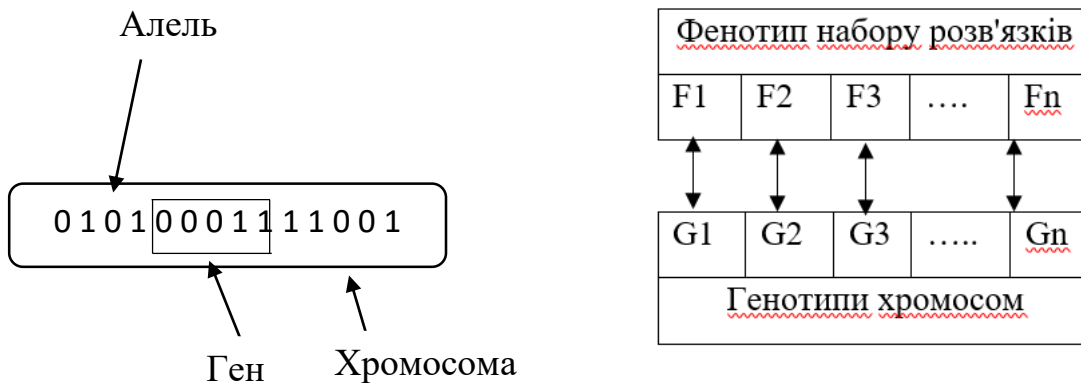 Алель
0 1 0 1 0 0 0 1 1 1 1 0 0 1
Ген
Хромосома
Фенотип набору розв'язків
F1 F2 F3 …. Fn
G1 G2 G3 ….. Gn
Генотипи хромосом